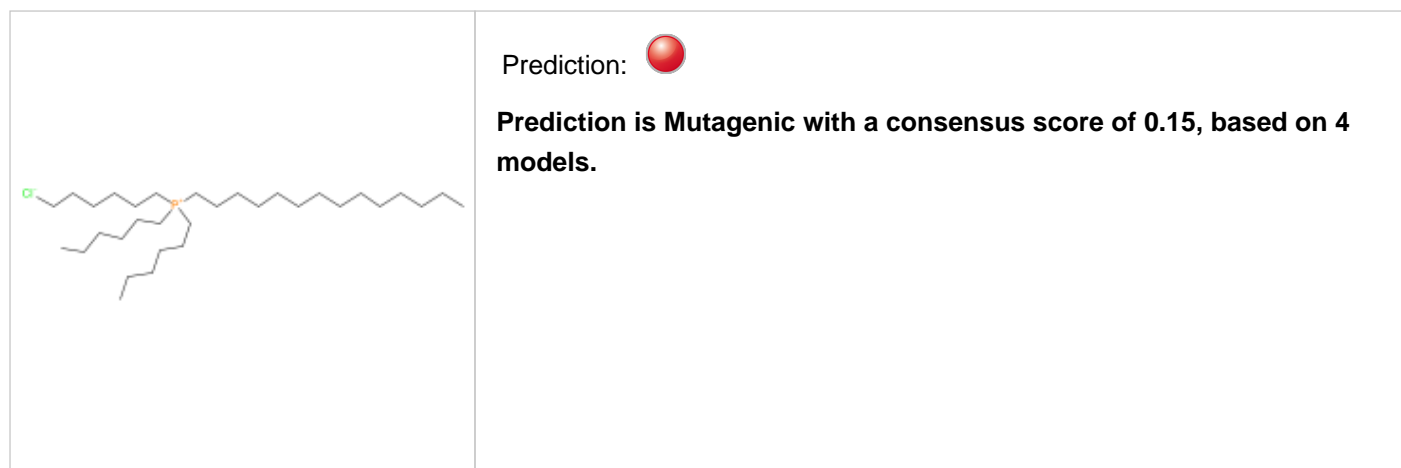 Prediction:
Prediction is Mutagenic with a consensus score of 0.15, based on 4
models.
Cl⁻
P⁺